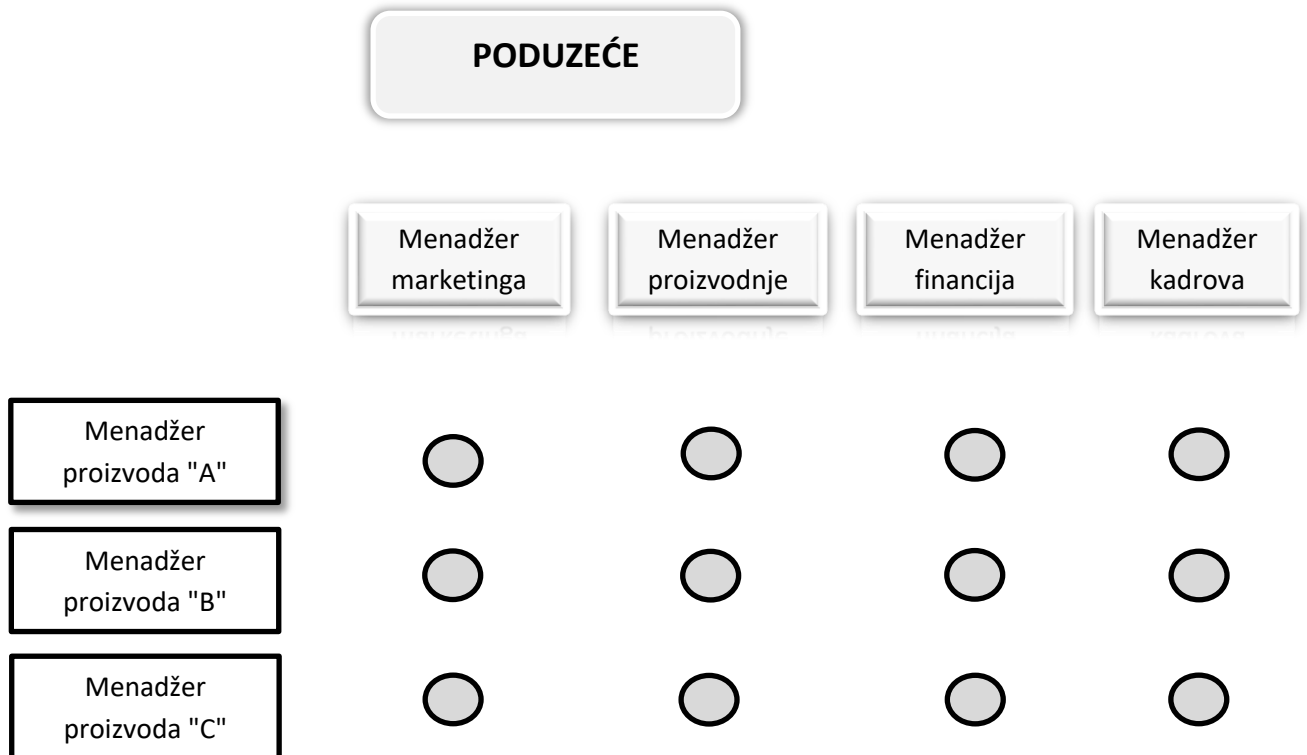 PODUZEĆE
Menadžer
marketinga
Menadžer
proizvodnje
Menadžer
financija
Menadžer
kadrova
Menadžer
proizvoda "A"
Menadžer
proizvoda "B"
Menadžer
proizvoda "C"